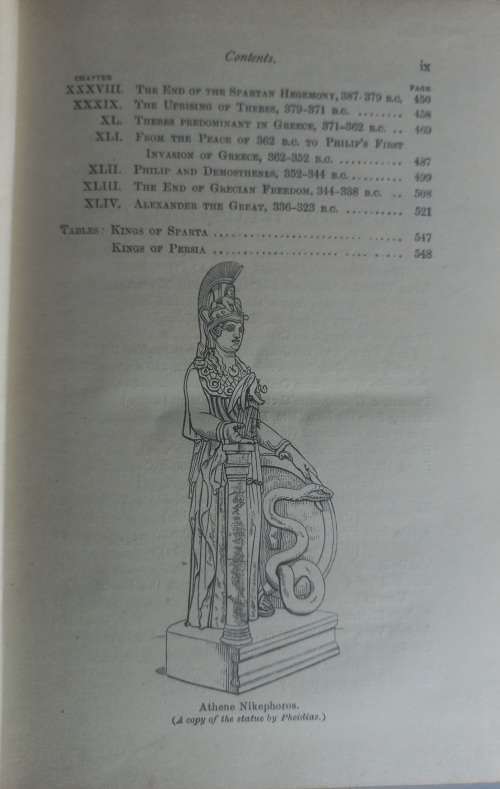 Contents.
ix
CHAPTER
PAGE
XXXVIII. THE END OF THE SPARTAN HEGEMONY, 387-379 B.C. 450
XXXIX. THE UPRISING OF THEBES, 379-371 B.C. ........ 458
XL. THEBES PREDOMINANT IN GREECE, 371-362 B.C. .. 469
XLI. FROM THE PEACE OF 362 B.C. TO PHILIP'S FIRST
INVASION OF GREECE, 362-352 B.C. ........... 487
XLII. PHILIP AND DEMOSTHENES, 352-344 B.C. ......... 499
XLIII. THE END OF GRECIAN FREEDOM, 344-338 B.C. .. 508
XLIV. ALEXANDER THE GREAT, 336-323 B.C. .......... 521
TABLES: KINGS OF SPARTA .................... ...... 547
KINGS OF PERSIA .................... .... . . . 548
Athene Nikephoros.
(A copy of the statue by Pheidias.)